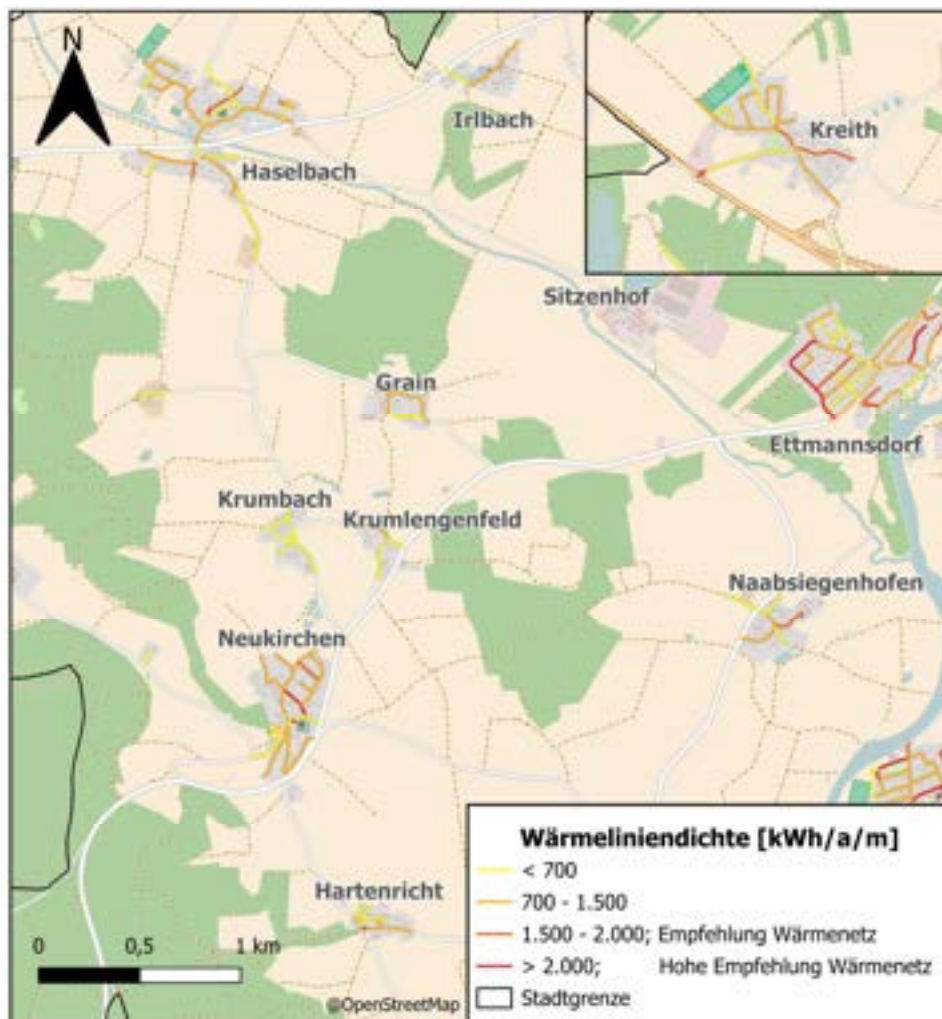 N
Irlbach
Kreith
Haselbach
Sitzenhof
Grain
Ettmannsdorf
Krumbach
Krumlengenfeld
Naabsiegenhofen
Neukirchen
Hartenricht
0 0,5 1 km
@OpenStreetMap
Wärmeliniendichte [kWh/a/m]
< 700
700 - 1.500
1.500 - 2.000; Empfehlung Wärmenetz
> 2.000; Hohe Empfehlung Wärmenetz
Stadtgrenze